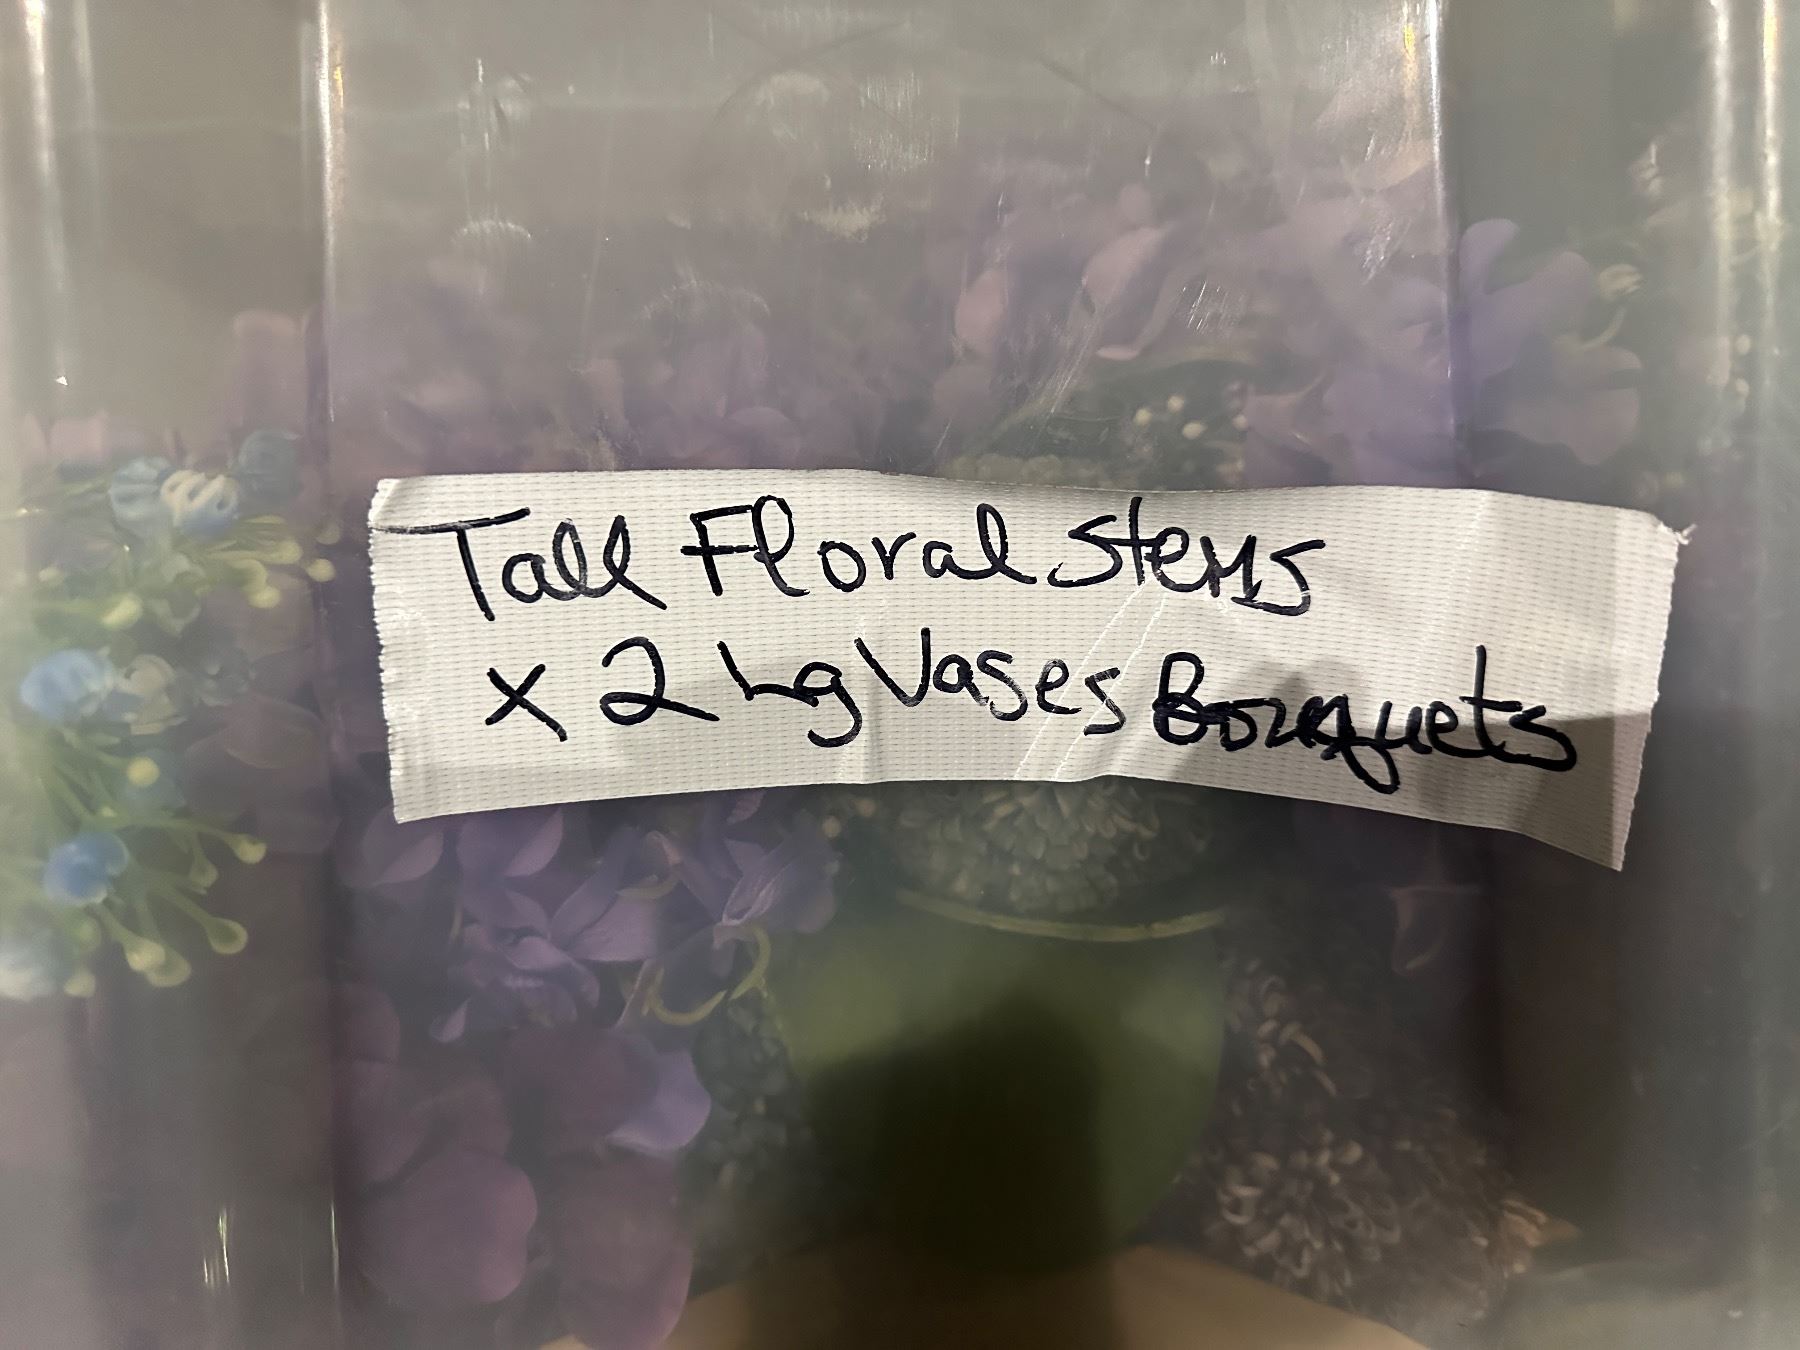 Tall Floral Stems
x 2 Lg Vases Bouquets